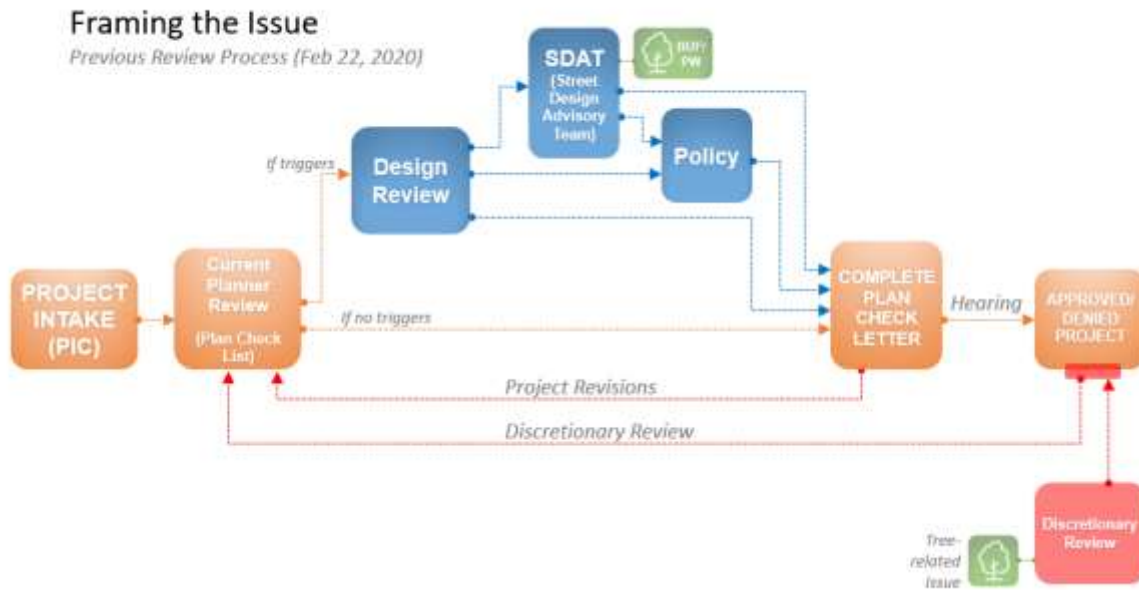 Framing the Issue
Previous Review Process (Feb 22, 2020)
SDAT
(Street
Design
Advisory
Team)
BUF/
PW
Policy
If triggers
Design
Review
PROJECT
INTAKE
(PIC)
Current
Planner
Review
(Plan Check
List)
If no triggers
COMPLETE
PLAN
CHECK
LETTER
Hearing
APPROVED/
DENIED
PROJECT
Project Revisions
Discretionary Review
Tree-
related
Issue
Discretionary
Review